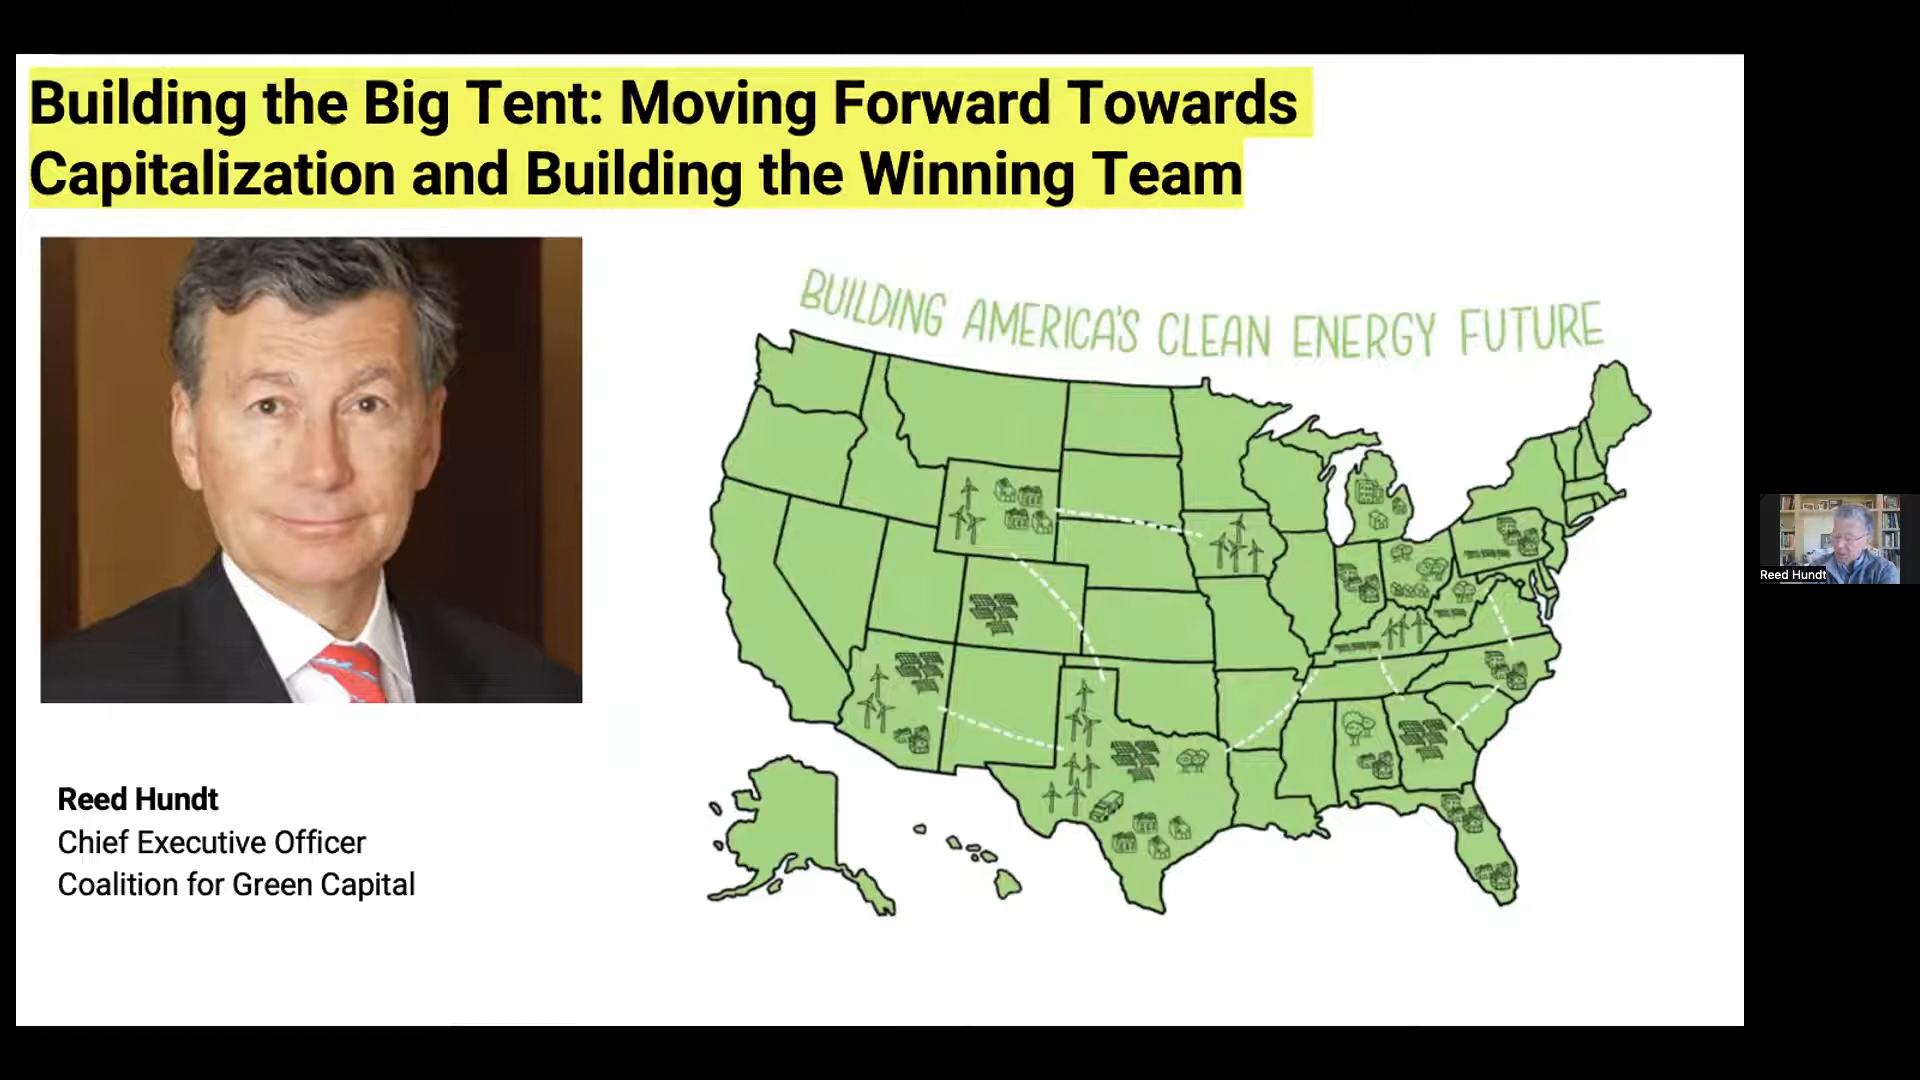 Building the Big Tent: Moving Forward Towards
Capitalization and Building the Winning Team
BUILDING AMERICA'S CLEAN ENERGY FUTURE
Reed Hundt
Chief Executive Officer
Coalition for Green Capital
Reed Hundt